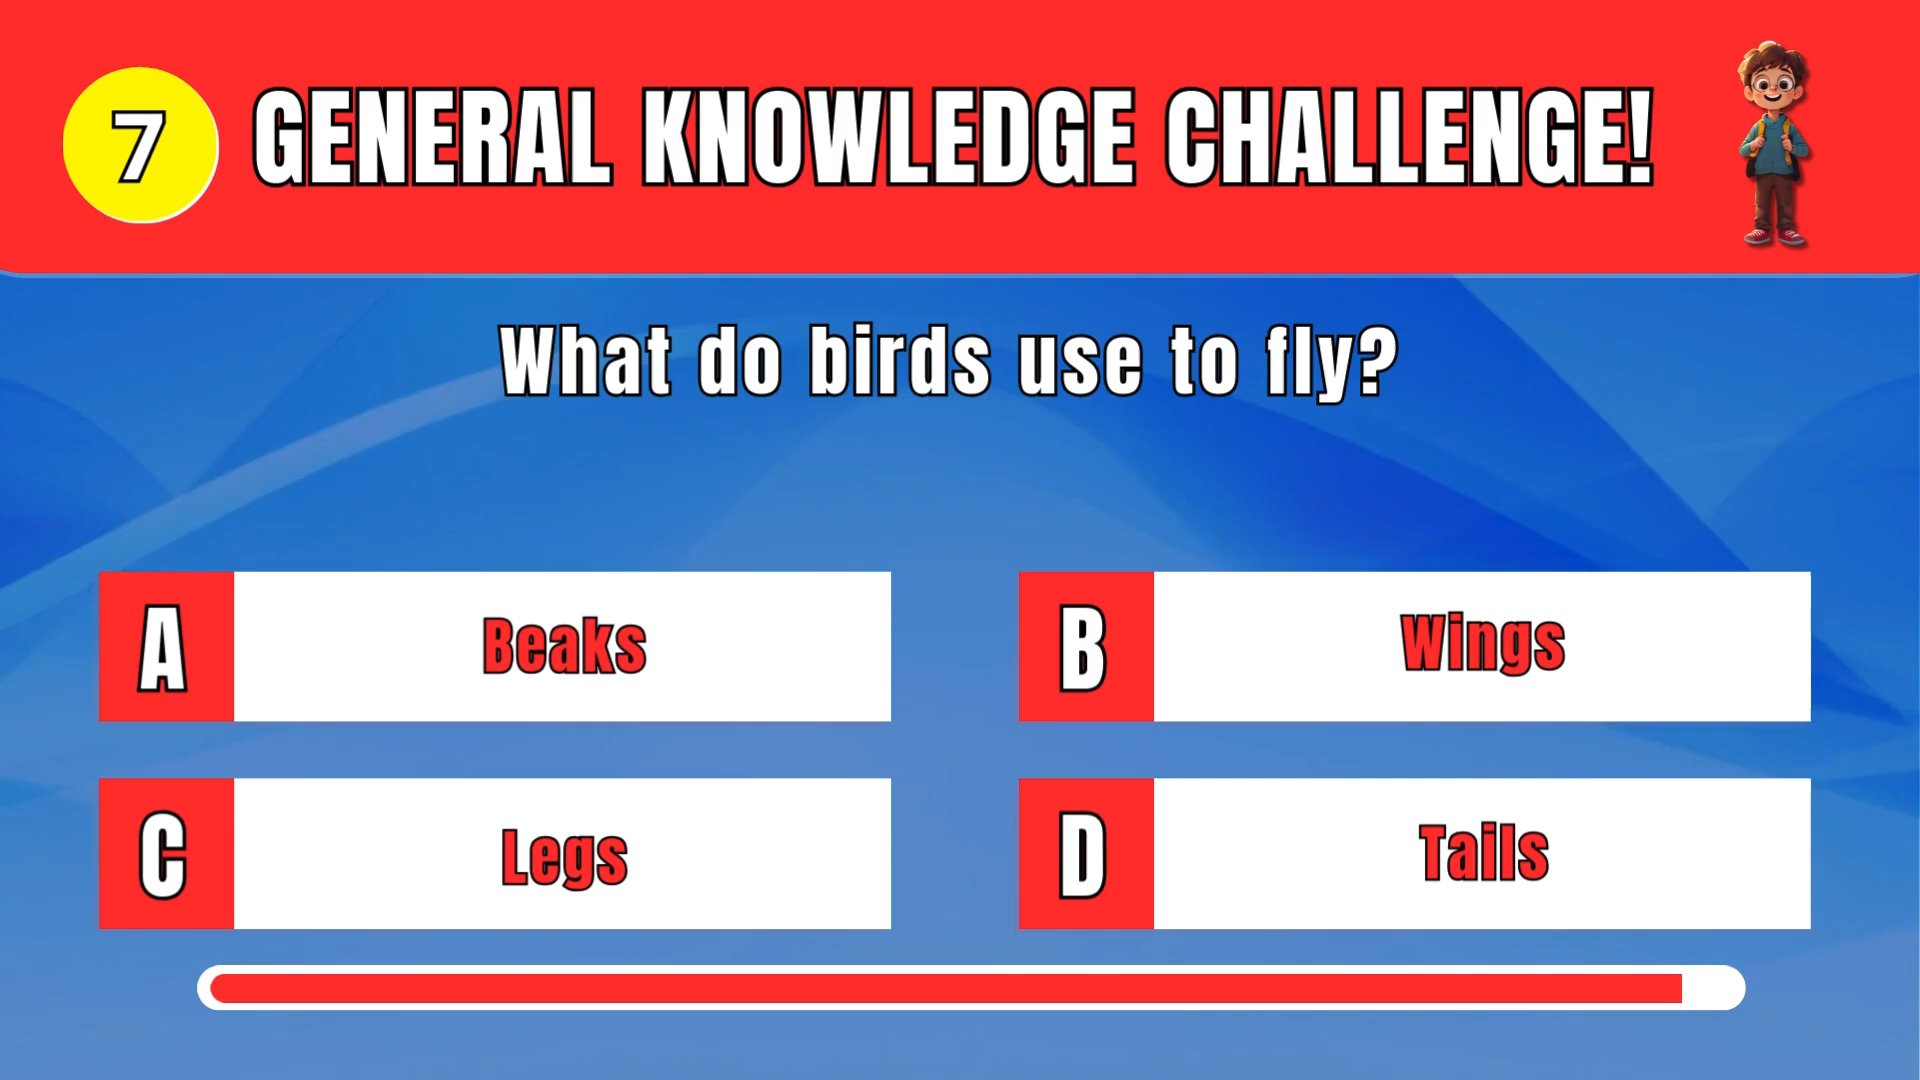 7
GENERAL KNOWLEDGE CHALLENGE!
What do birds use to fly?
A
Beaks
B
Wings
C
Legs
D
Tails